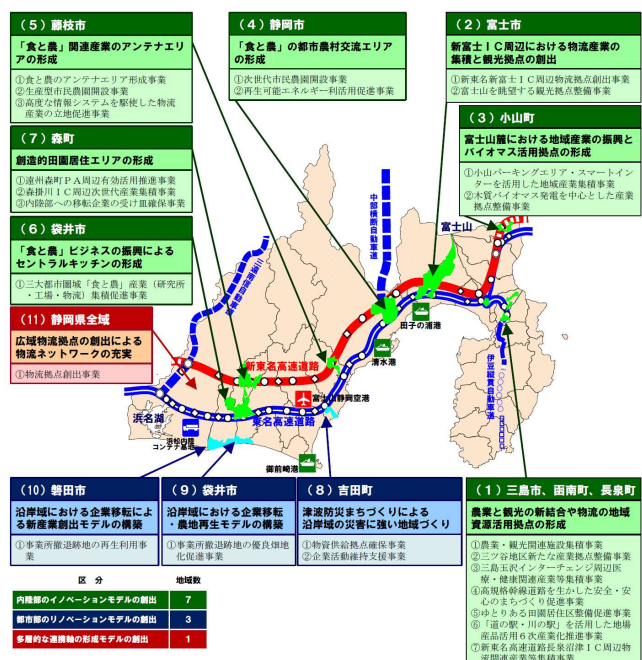 (5) 藤枝市
「食と農」関連産業のアンテナエリ
アの形成
①食と農のアンテナエリア形成事業
②生産型市民農園開設事業
③高度な情報システムを駆使した物流
産業の立地促進事業
(4) 静岡市
「食と農」の都市農村交流エリア
の形成
①次世代市民農園開設事業
②再生可能エネルギー利活用促進事業
(2) 富士市
新富士IC周辺における物流産業の
集積と観光拠点の創出
①新東名新富士IC周辺物流拠点創出事業
②富士山を眺望する観光拠点整備事業
(3) 小山町
富士山麓における地域産業の振興と
バイオマス活用拠点の形成
①小山パーキングエリア・スマートイン
ターを活用した地域産業集積事業
②木質バイオマス発電を中心とした産業
拠点整備事業
(7) 森町
創造的田園居住エリアの形成
①遠州森町PA周辺有効活用推進事業
②森掛川IC周辺次世代産業集積事業
③内陸部への移転企業の受け皿確保事業
(6) 袋井市
「食と農」ビジネスの振興による
セントラルキッチンの形成
①三大都市圏域「食と農」産業(研究所
・工場・物流)集積促進事業
(11) 静岡県全域
広域物流拠点の創出による
物流ネットワークの充実
①物流拠点創出事業
中部横断自動車道
三遠南信自動車道
富士山
田子の浦港
清水港
新東名高速道路
富士山静岡空港
東名高速道路
伊豆縦貫自動車道
浜名湖
浜松内陸
コンテナ基地
御前崎港
(10) 磐田市
沿岸域における企業移転によ
る新産業創出モデルの構築
①事業所撤退跡地の再生利用事
業
(9) 袋井市
沿岸域における企業移転
・農地再生モデルの構築
①事業所撤退跡地の優良畑地
化促進事業
(8) 吉田町
津波防災まちづくりによる
沿岸域の災害に強い地域づくり
①物資供給拠点確保事業
②企業活動維持支援事業
(1) 三島市、函南町、長泉町
農業と観光の新結合や物流の地域
資源活用拠点の形成
①農業・観光関連施設集積事業
②三ツ谷地区新たな産業拠点整備事業
③三島玉沢インターチェンジ周辺医
療・健康関連産業等集積事業
④高規格幹線道路を生かした安全・安
心のまちづくり促進事業
⑤ゆとりある田園居住区整備促進事業
⑥「道の駅・川の駅」を活用した地場
産品活用6次産業化推進事業
⑦新東名高速道路長泉沼津IC周辺物
流関連産業等集積事業
区 分 地域数
内陸部のイノベーションモデルの創出 7
都市部のリノベーションモデルの創出 3
多層的な連携軸の形成モデルの創出 1